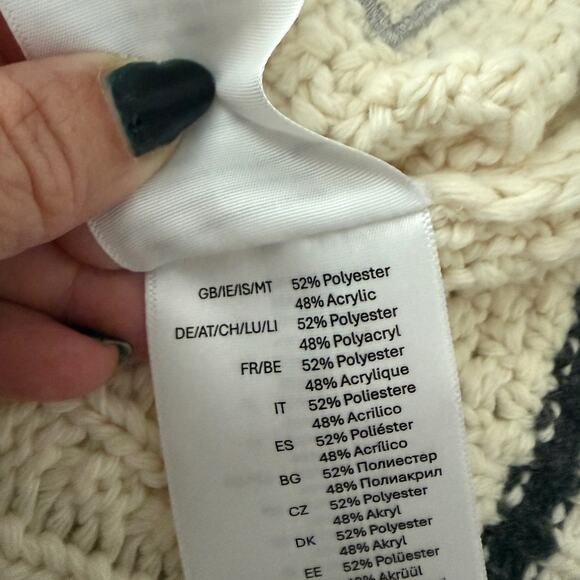 GB/IE/IS/MT 52% Polyester
48% Acrylic
DE/AT/CH/LU/LI 52% Polyester
48% Polyacryl
FR/BE 52% Polyester
48% Acrylique
IT 52% Poliestere
48% Acrilico
ES 52% Poliéster
48% Acrílico
BG 52% Полиестер
48% Полиакрил
CZ 52% Polyester
48% Akryl
DK 52% Polyester
48% Akryl
EE 52% Polüester
48% Akrüül